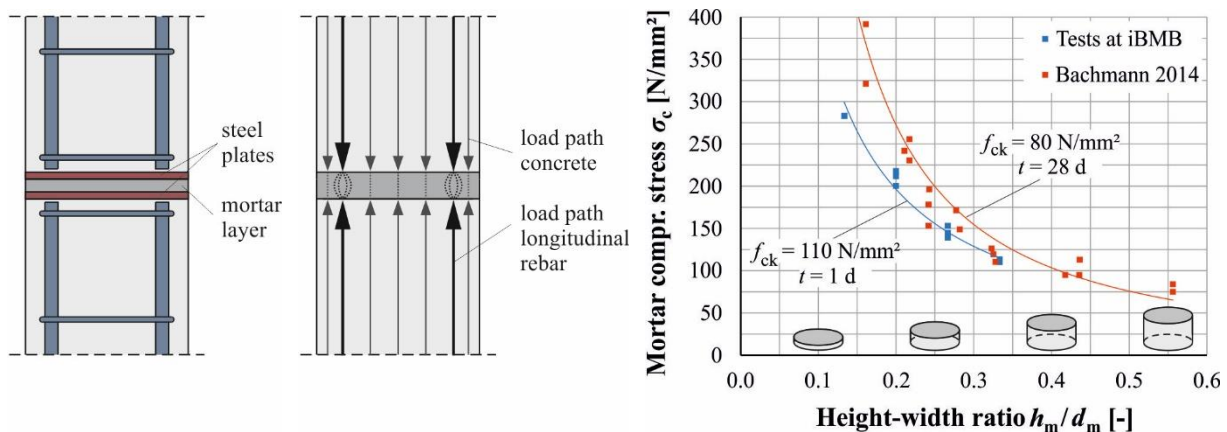 steel
plates
mortar
layer
load path
concrete
load path
longitudinal
rebar
Mortar compr. stress σc [N/mm²]
400
350
300
250
200
150
100
50
0
Tests at iBMB
Bachmann 2014
fck = 80 N/mm²
t = 28 d
fck = 110 N/mm²
t = 1 d
0.0 0.1 0.2 0.3 0.4 0.5 0.6
Height-width ratio hm/dm [-]